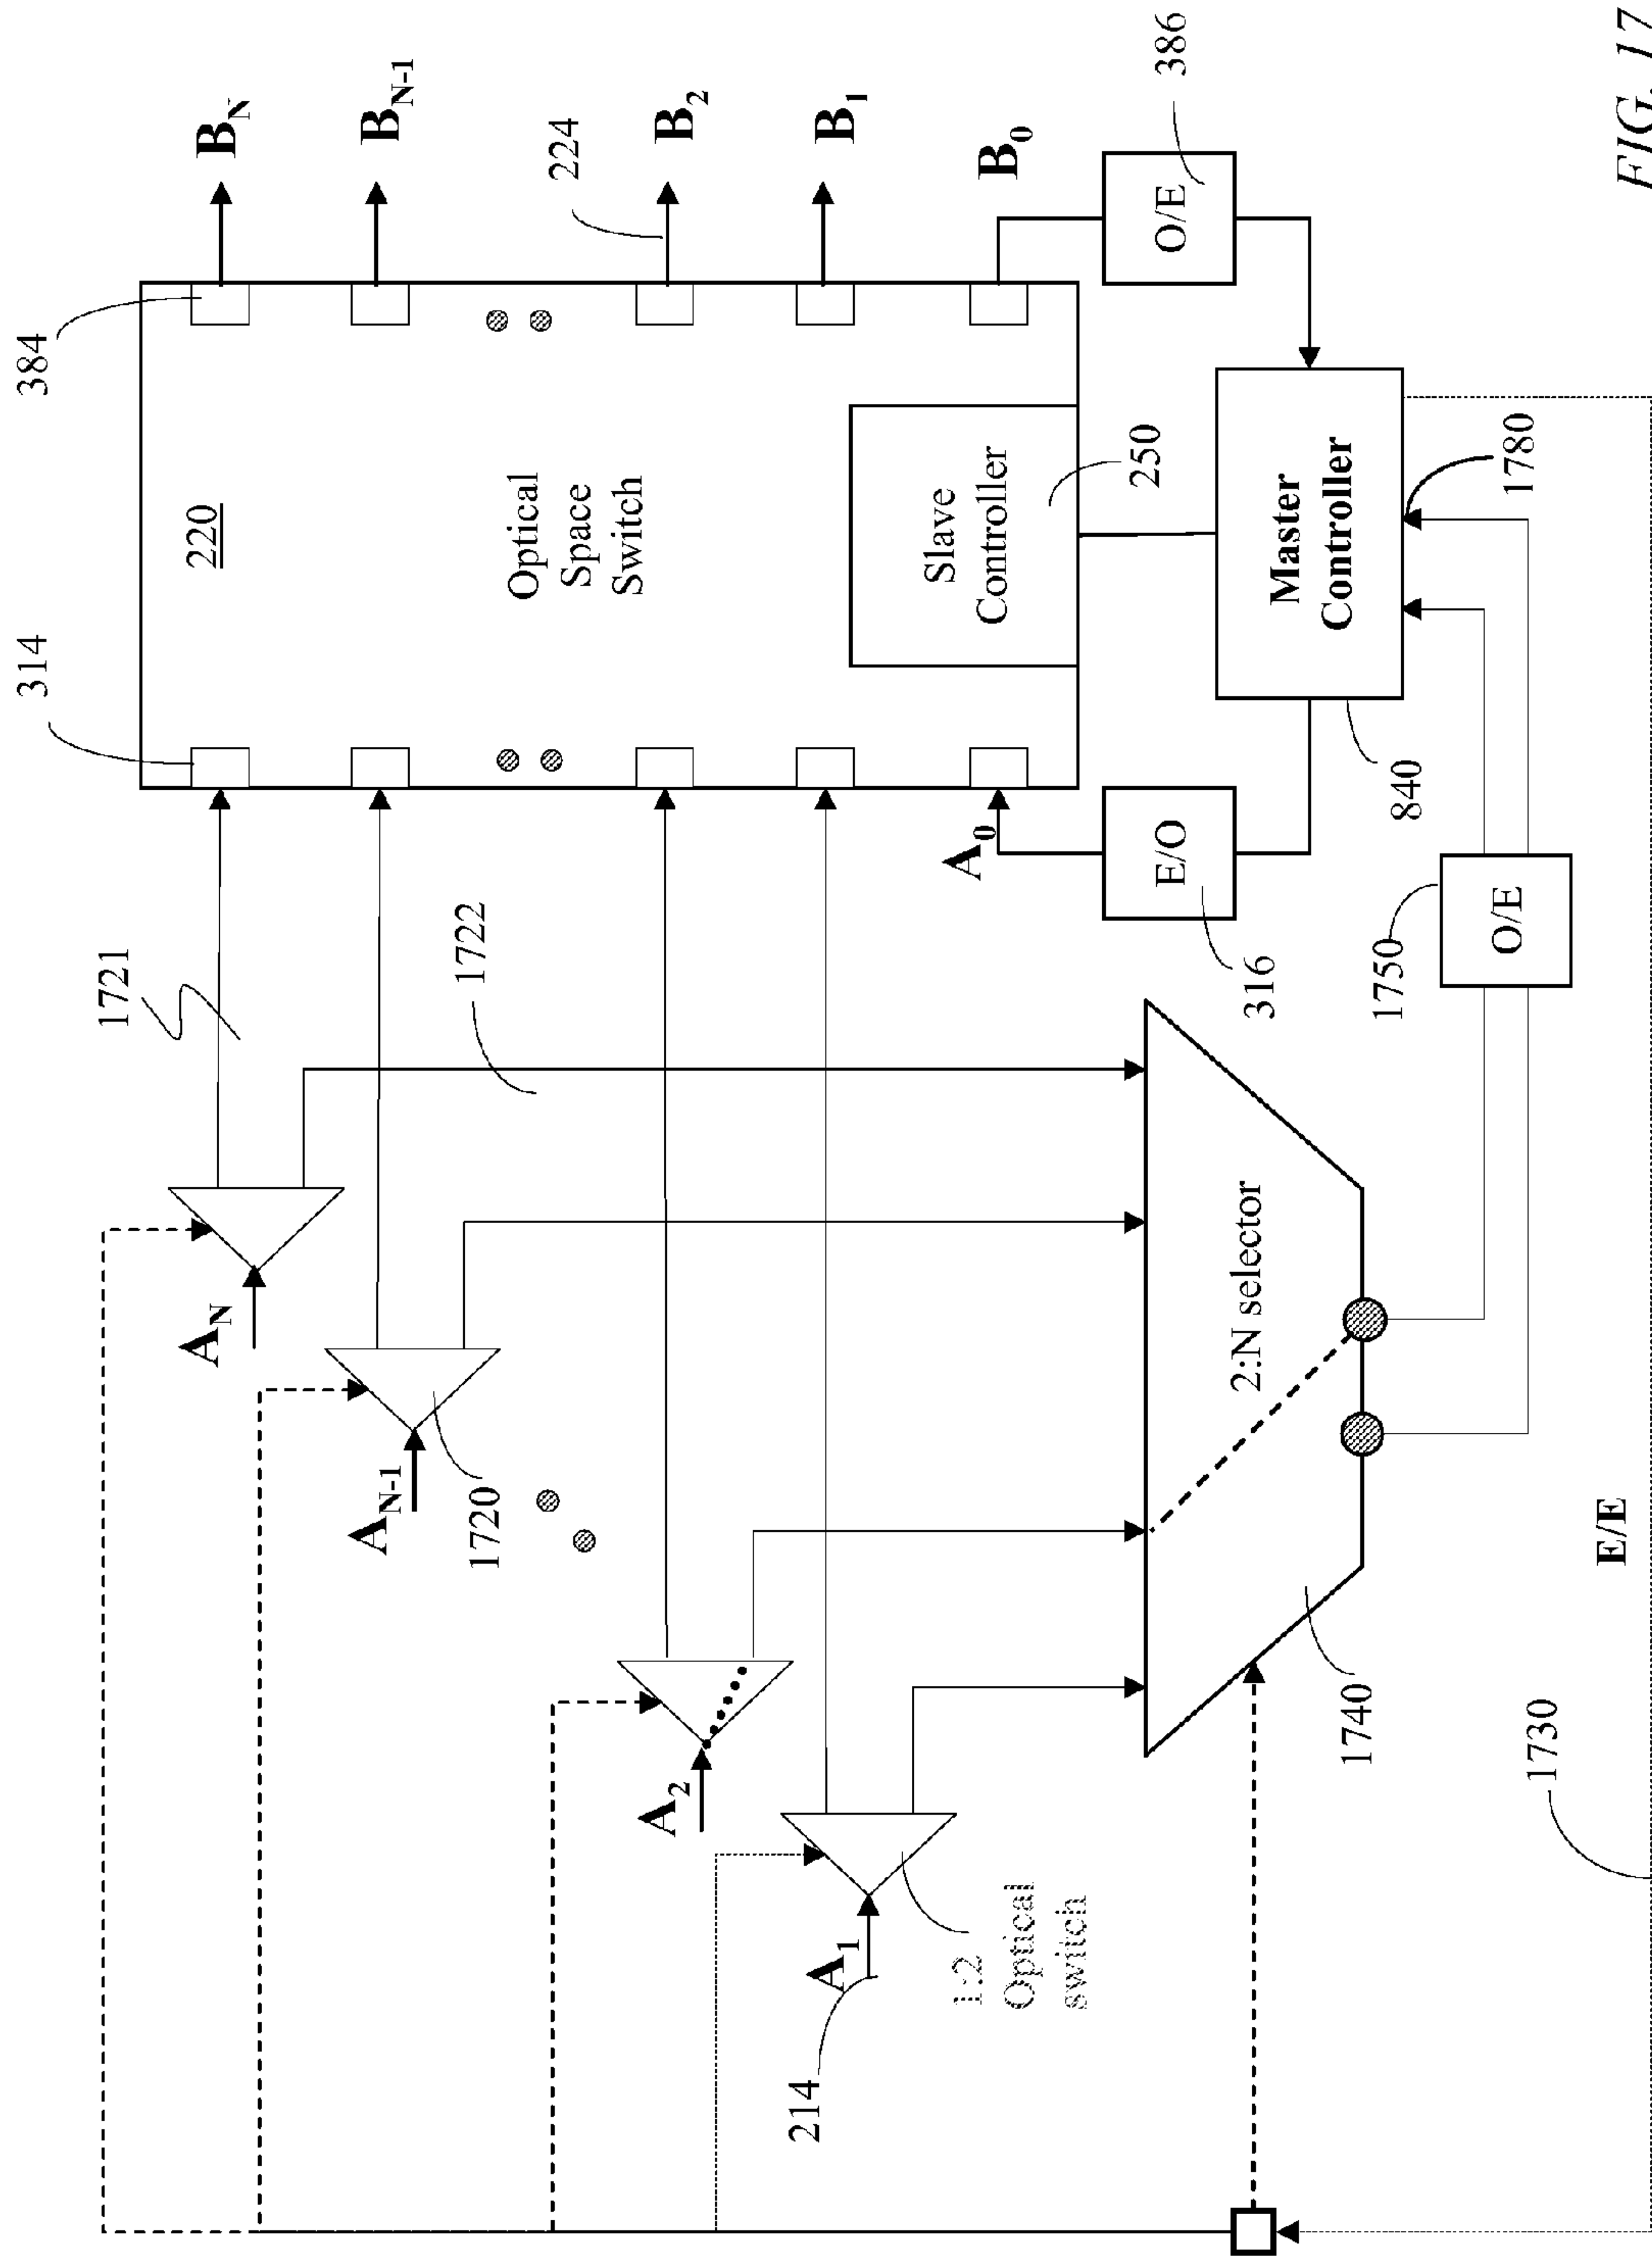 314
384
220
Optical
Space
Switch
B_N
B_N-1
224
B_2
B_1
B_0
1721
A_N
A_N-1
1720
1722
A_2
A_1
214
1:2
Optical
switch
A_0
Slave
Controller
250
E/O
316
O/E
386
Master
Controller
840
1780
2:N selector
1740
1750
O/E
E/E
1730
FIG. 17